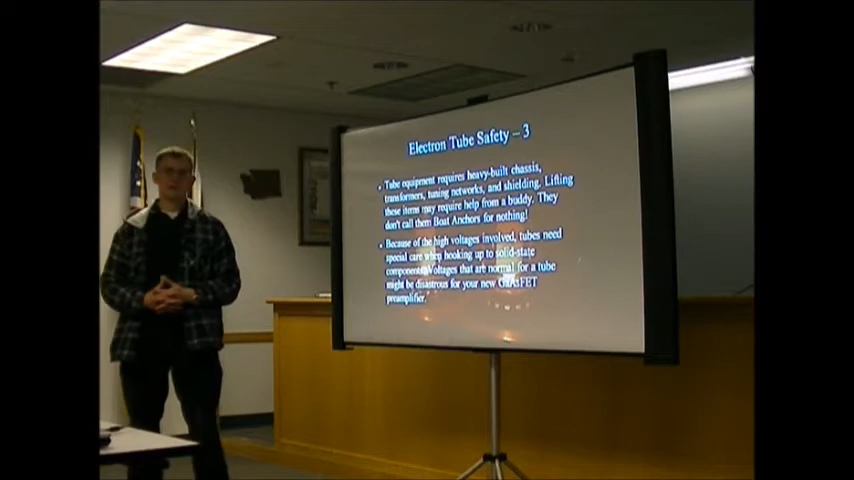 Electron Tube Safety – 3
• Tube equipment requires heavy-built chassis,
transformers, tuning networks, and shielding. Lifting
these items may require help from a buddy. They
don't call them Boat Anchors for nothing!
• Because of the high voltages involved, tubes need
special care when hooking up to solid-state
components. Voltages that are normal for a tube
might be disastrous for your new GaAsFET
preamplifier.